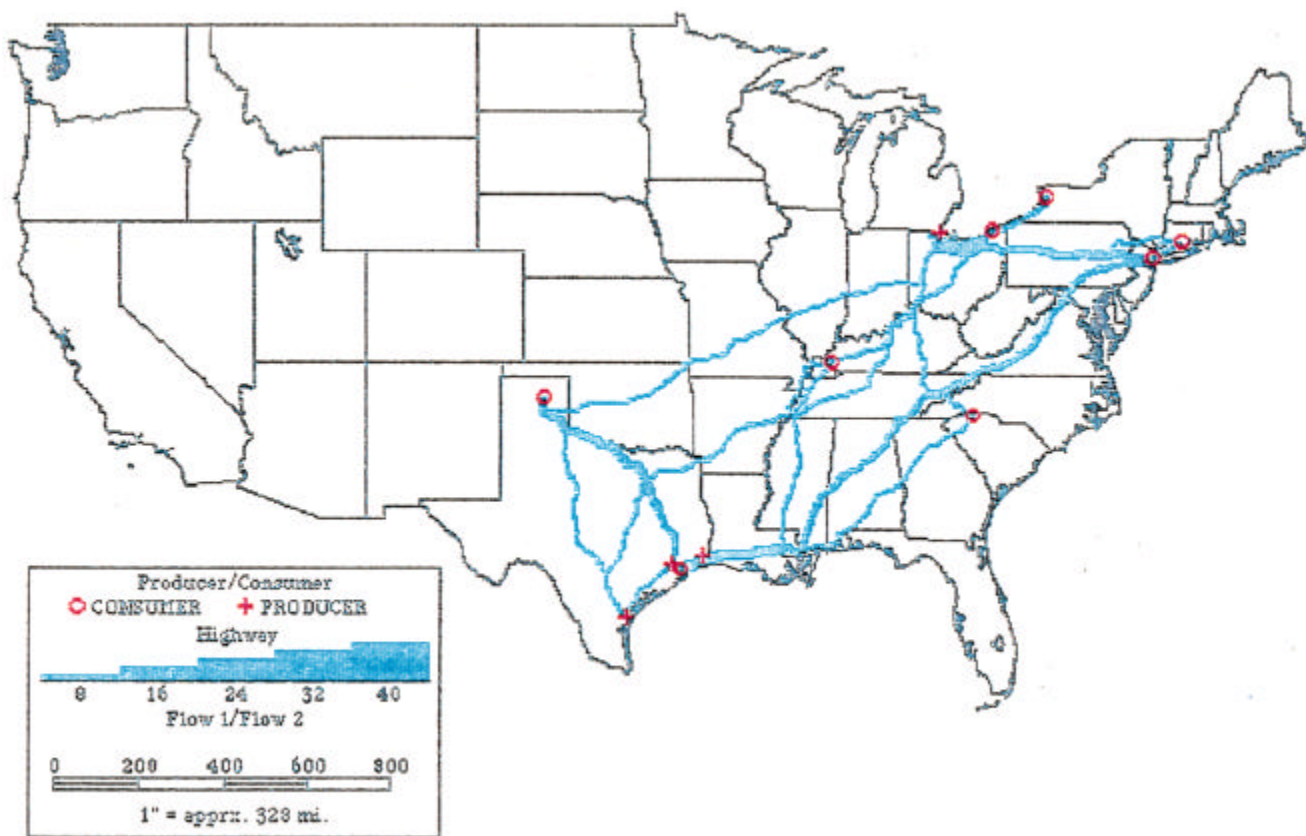 Producer/Consumer
CONSUMER PRODUCER
Highway
8 16 24 32 40
Flow 1/Flow 2
0 200 400 600 800
1" = apprx. 328 mi.